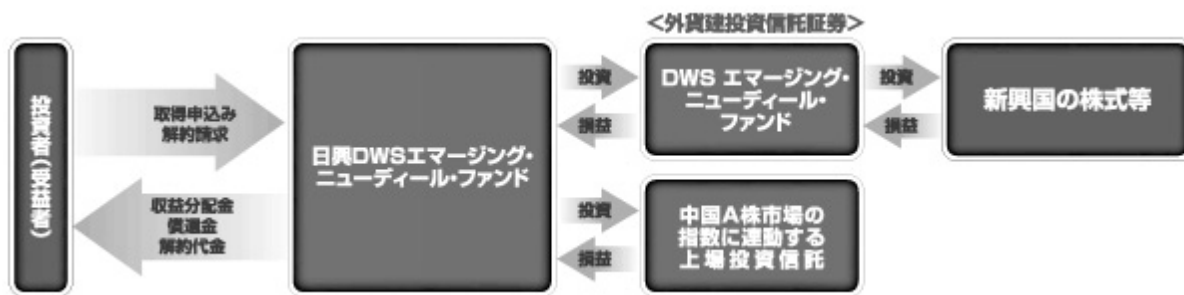 投資者(受益者)
取得申込み
解約請求
収益分配金
償還金
解約代金
日興DWSエマージング・
ニューディール・ファンド
投資
損益
投資
損益
<外貨建投資信託証券>
DWS エマージング・
ニューディール・
ファンド
投資
損益
新興国の株式等
中国A株市場の
指数に連動する
上場投資信託